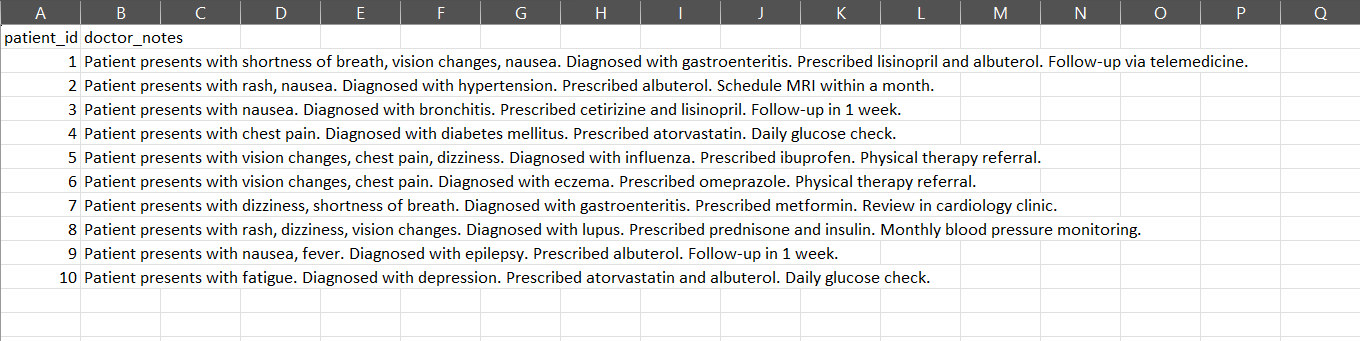 A B C D E F G H I J K L M N O P Q
patient_id doctor_notes
1 Patient presents with shortness of breath, vision changes, nausea. Diagnosed with gastroenteritis. Prescribed lisinopril and albuterol. Follow-up via telemedicine.
2 Patient presents with rash, nausea. Diagnosed with hypertension. Prescribed albuterol. Schedule MRI within a month.
3 Patient presents with nausea. Diagnosed with bronchitis. Prescribed cetirizine and lisinopril. Follow-up in 1 week.
4 Patient presents with chest pain. Diagnosed with diabetes mellitus. Prescribed atorvastatin. Daily glucose check.
5 Patient presents with vision changes, chest pain, dizziness. Diagnosed with influenza. Prescribed ibuprofen. Physical therapy referral.
6 Patient presents with vision changes, chest pain. Diagnosed with eczema. Prescribed omeprazole. Physical therapy referral.
7 Patient presents with dizziness, shortness of breath. Diagnosed with gastroenteritis. Prescribed metformin. Review in cardiology clinic.
8 Patient presents with rash, dizziness, vision changes. Diagnosed with lupus. Prescribed prednisone and insulin. Monthly blood pressure monitoring.
9 Patient presents with nausea, fever. Diagnosed with epilepsy. Prescribed albuterol. Follow-up in 1 week.
10 Patient presents with fatigue. Diagnosed with depression. Prescribed atorvastatin and albuterol. Daily glucose check.